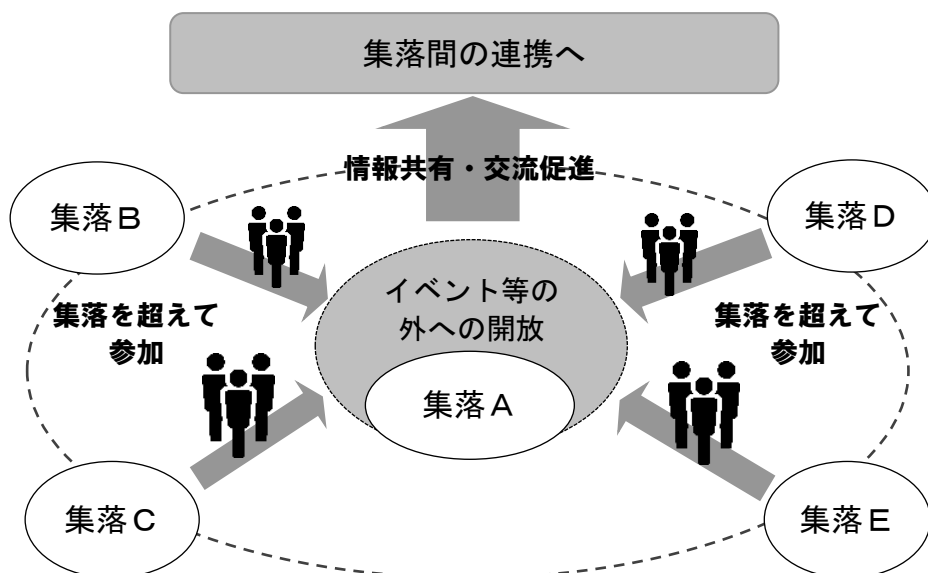 集落間の連携へ
情報共有・交流促進
集落B
集落D
イベント等の
外への開放
集落を超えて
参加
集落を超えて
参加
集落A
集落C
集落E